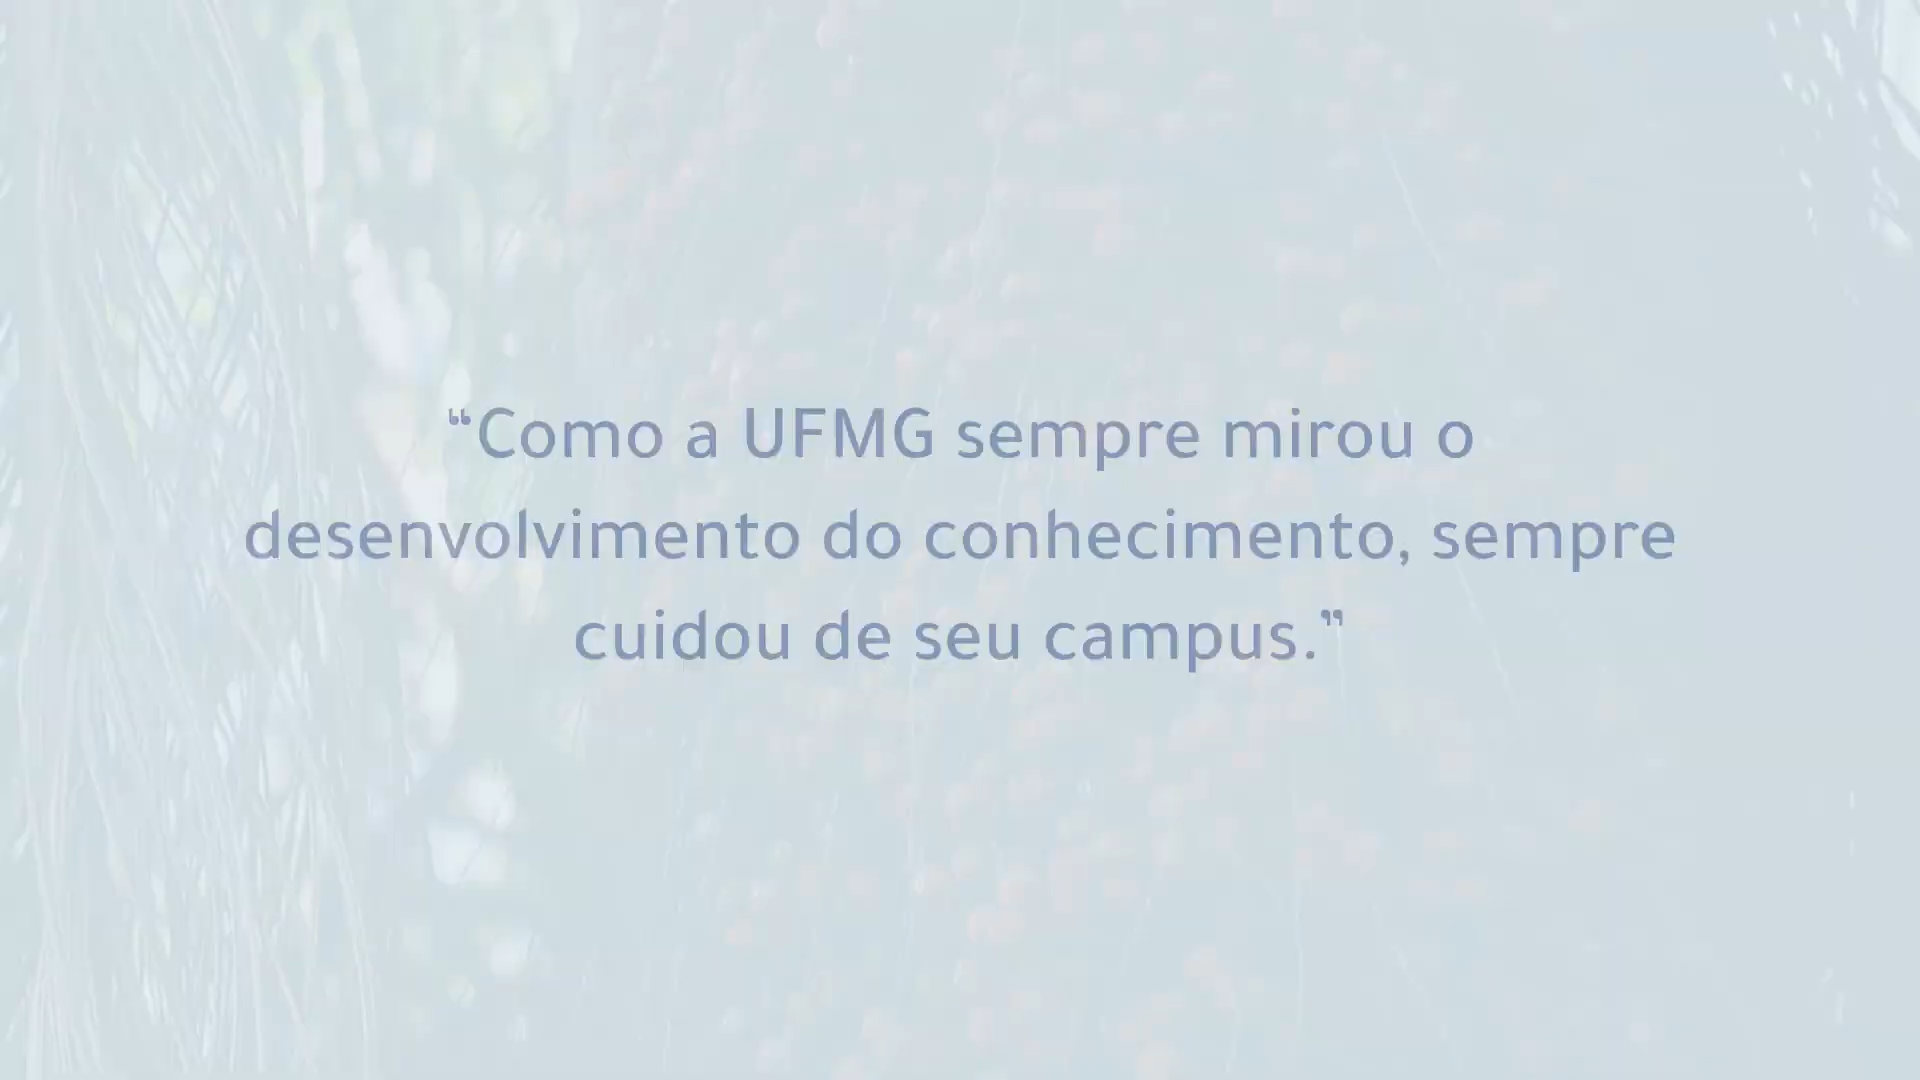 “Como a UFMG sempre mirou o
desenvolvimento do conhecimento, sempre
cuidou de seu campus.”